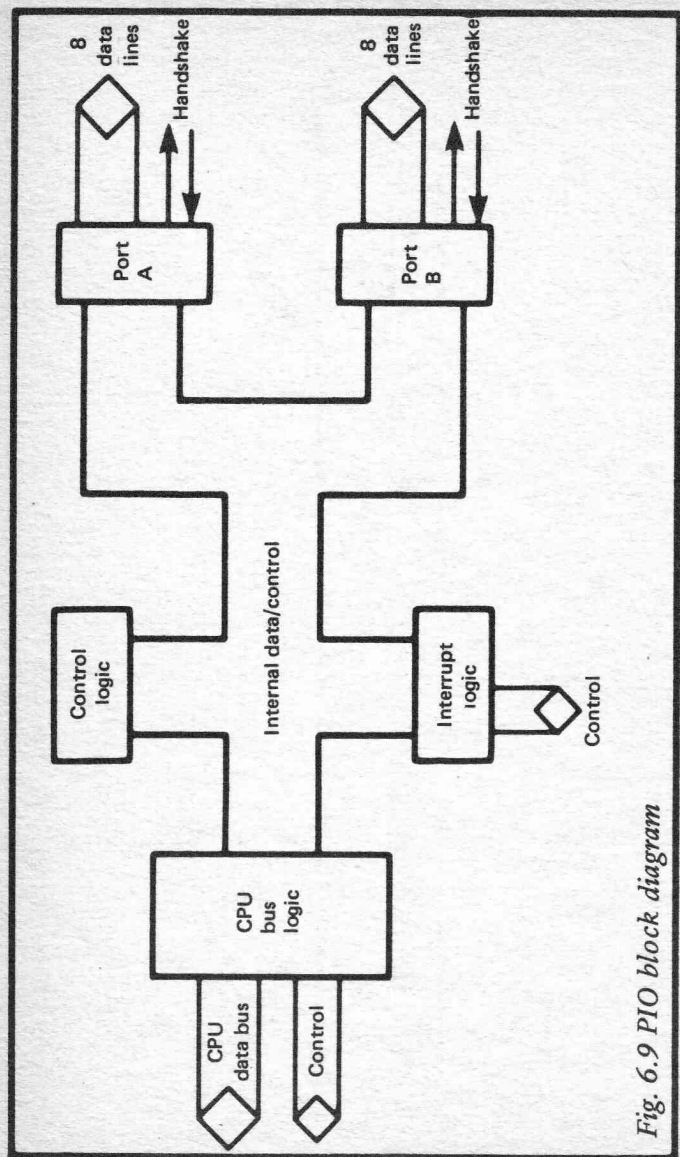 CPU
data bus
Control
CPU
bus
logic
Control
logic
Internal data/control
Interrupt
logic
Control
Port
A
8
data
lines
Handshake
Port
B
8
data
lines
Handshake
Fig. 6.9 PIO block diagram